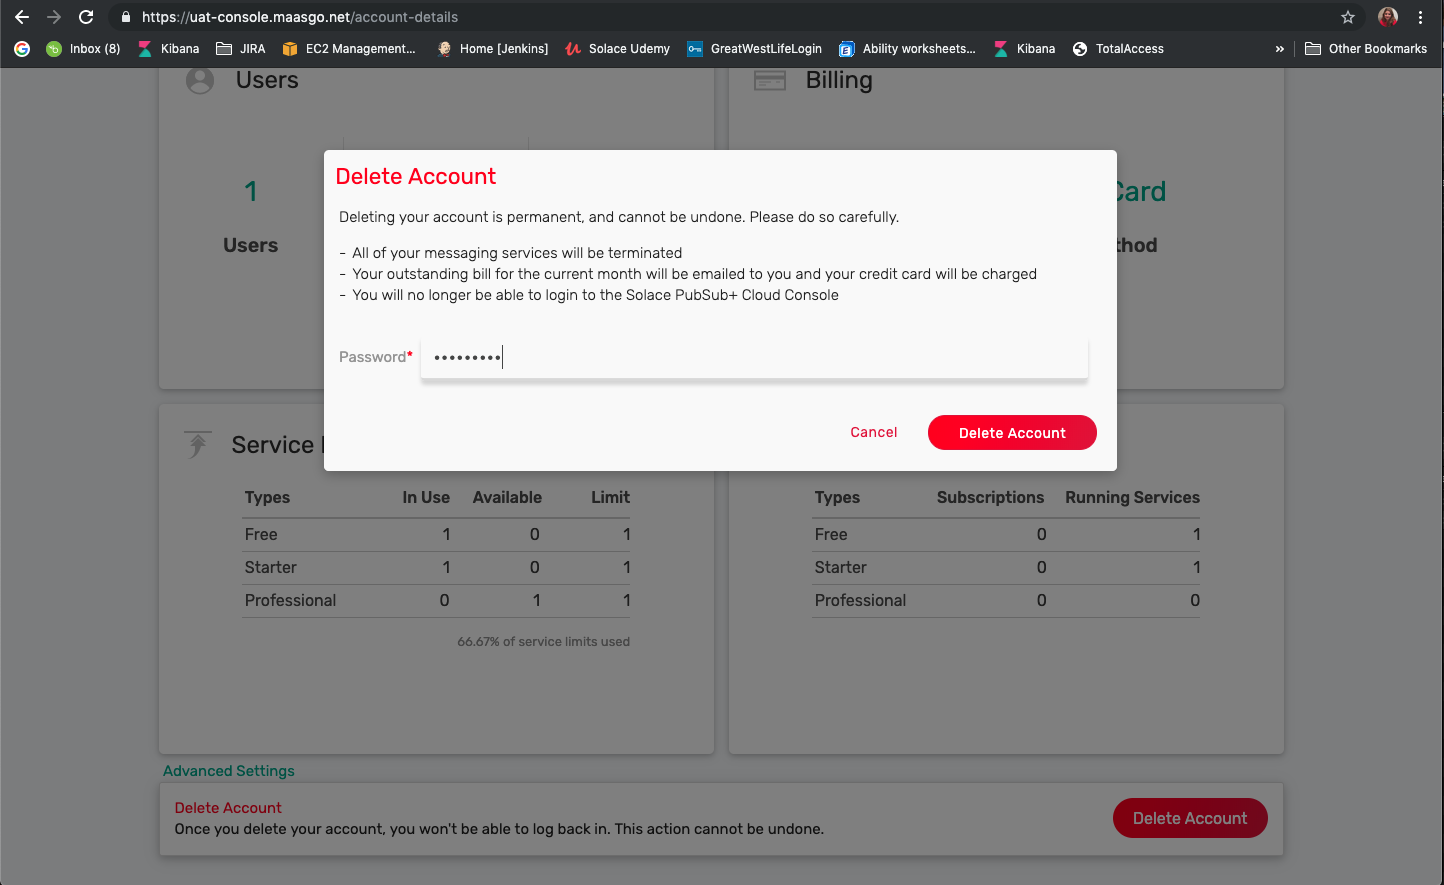 https://uat-console.maasgo.net/account-details
Inbox (8) Kibana JIRA EC2 Management... Home [Jenkins] Solace Udemy GreatWestLifeLogin Ability worksheets... Kibana TotalAccess » Other Bookmarks
Users
Billing
1
Users
Card
thod
Delete Account
Deleting your account is permanent, and cannot be undone. Please do so carefully.
- All of your messaging services will be terminated
- Your outstanding bill for the current month will be emailed to you and your credit card will be charged
- You will no longer be able to login to the Solace PubSub+ Cloud Console
Password* •••••••••
Cancel Delete Account
Service
Types In Use Available Limit
Free 1 0 1
Starter 1 0 1
Professional 0 1 1
66.67% of service limits used
Types Subscriptions Running Services
Free 0 1
Starter 0 1
Professional 0 0
Advanced Settings
Delete Account
Once you delete your account, you won't be able to log back in. This action cannot be undone.
Delete Account